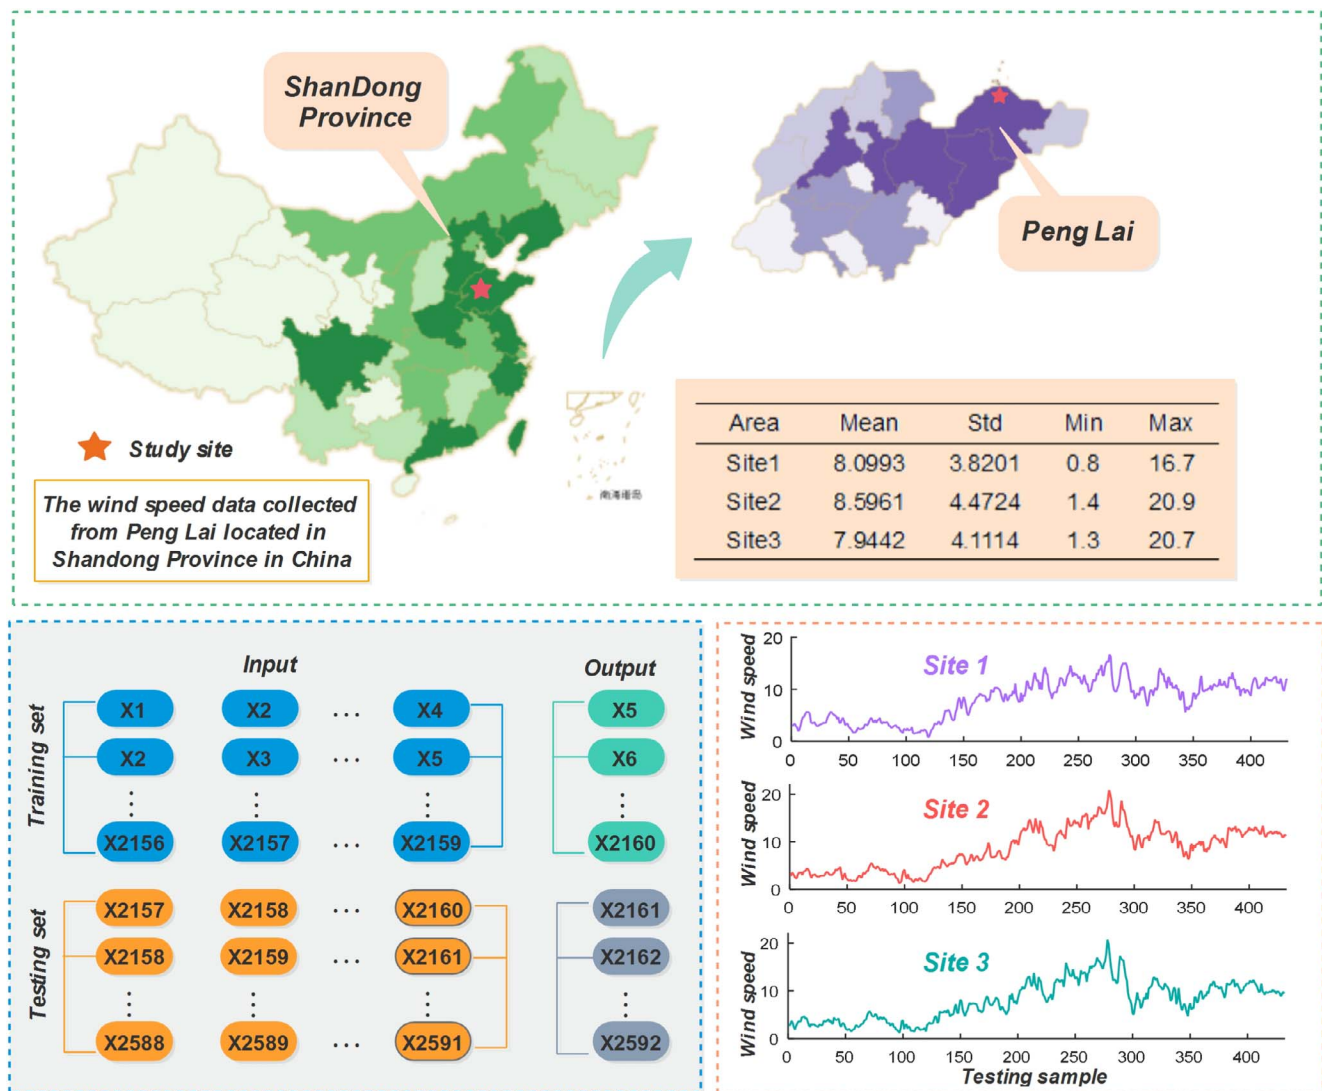 ShanDong
Province
Peng Lai
Study site
The wind speed data collected
from Peng Lai located in
Shandong Province in China
Area Mean Std Min Max
Site1 8.0993 3.8201 0.8 16.7
Site2 8.5961 4.4724 1.4 20.9
Site3 7.9442 4.1114 1.3 20.7
Input Output
Training set
X1 X2 ... X4 X5
X2 X3 ... X5 X6
X2156 X2157 ... X2159 X2160
Testing set
X2157 X2158 ... X2160 X2161
X2158 X2159 ... X2161 X2162
X2588 X2589 ... X2591 X2592
Site 1
Wind speed
20
10
0
0 50 100 150 200 250 300 350 400
Site 2
Wind speed
20
10
0
0 50 100 150 200 250 300 350 400
Site 3
Wind speed
20
10
0
0 50 100 150 200 250 300 350 400
Testing sample